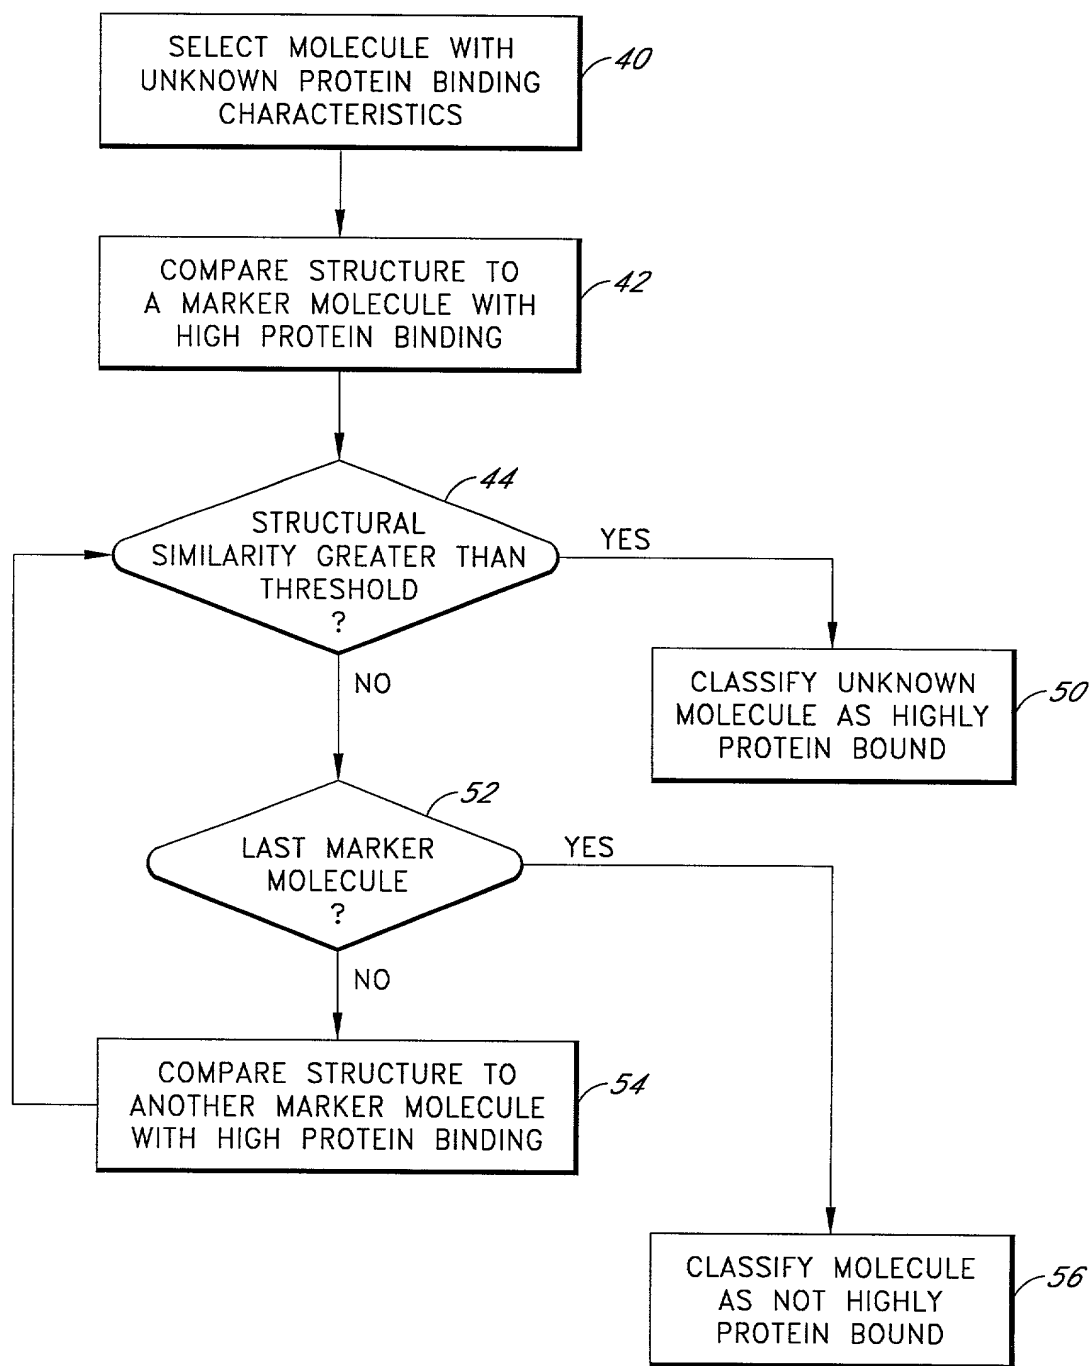 SELECT MOLECULE WITH
UNKNOWN PROTEIN BINDING
CHARACTERISTICS
40
COMPARE STRUCTURE TO
A MARKER MOLECULE WITH
HIGH PROTEIN BINDING
42
44
STRUCTURAL
SIMILARITY GREATER THAN
THRESHOLD
?
YES
NO
CLASSIFY UNKNOWN
MOLECULE AS HIGHLY
PROTEIN BOUND
50
52
LAST MARKER
MOLECULE
?
YES
NO
COMPARE STRUCTURE TO
ANOTHER MARKER MOLECULE
WITH HIGH PROTEIN BINDING
54
CLASSIFY MOLECULE
AS NOT HIGHLY
PROTEIN BOUND
56